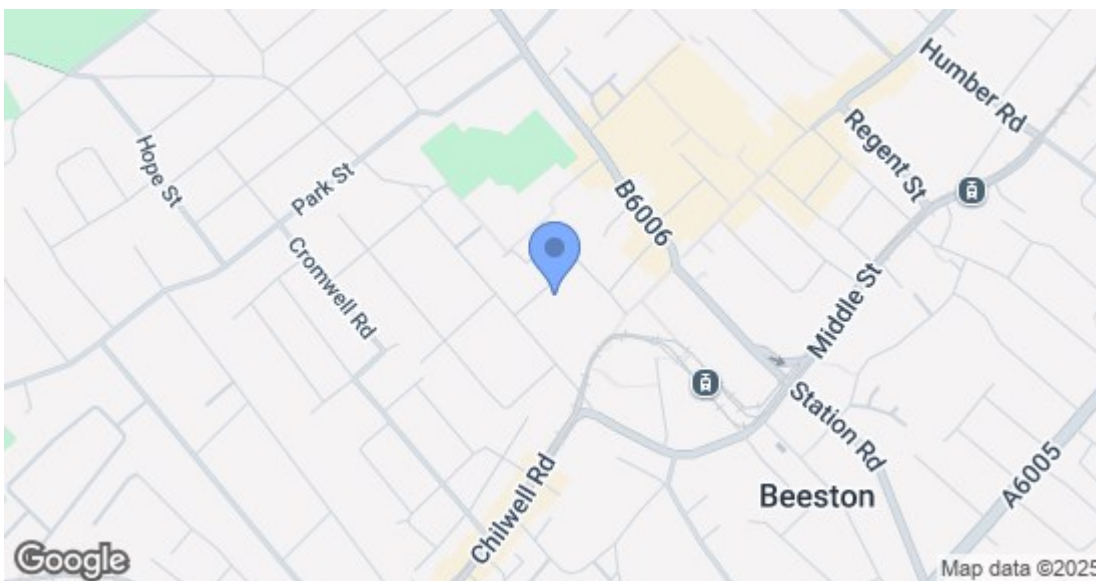 Humber Rd
Regent St
Hope St
Park St
B6006
Cromwell Rd
Middle St
Station Rd
Chilwell Rd
A6005
Beeston
Google
Map data ©2025